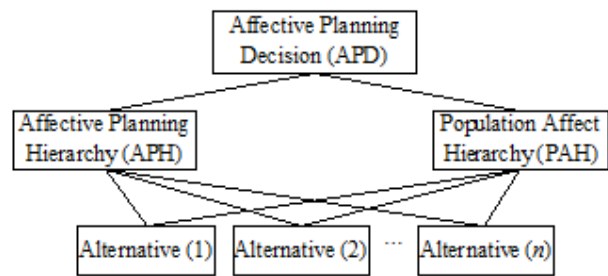 Affective Planning
Decision (APD)
Affective Planning
Hierarchy (APH)
Population Affect
Hierarchy (PAH)
Alternative (1)
Alternative (2)
...
Alternative (n)